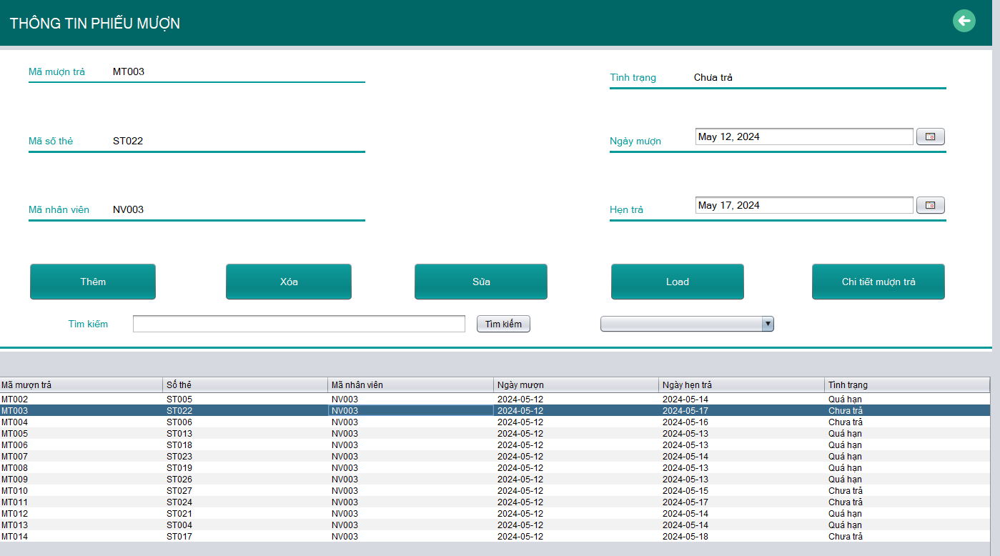 THÔNG TIN PHIẾU MƯỢN
Mã mượn trả MT003
Tình trạng Chưa trả
Mã số thẻ ST022
Ngày mượn May 12, 2024
Mã nhân viên NV003
Hẹn trả May 17, 2024
Thêm Xóa Sửa Load Chi tiết mượn trả
Tìm kiếm Tìm kiếm
Mã mượn trả Số thẻ Mã nhân viên Ngày mượn Ngày hẹn trả Tình trạng
MT002 ST005 NV003 2024-05-12 2024-05-14 Quá hạn
MT003 ST022 NV003 2024-05-12 2024-05-17 Chưa trả
MT004 ST006 NV003 2024-05-12 2024-05-16 Chưa trả
MT005 ST013 NV003 2024-05-12 2024-05-13 Quá hạn
MT006 ST018 NV003 2024-05-12 2024-05-13 Quá hạn
MT007 ST023 NV003 2024-05-12 2024-05-14 Quá hạn
MT008 ST019 NV003 2024-05-12 2024-05-13 Quá hạn
MT009 ST026 NV003 2024-05-12 2024-05-13 Quá hạn
MT010 ST027 NV003 2024-05-12 2024-05-15 Chưa trả
MT011 ST024 NV003 2024-05-12 2024-05-17 Chưa trả
MT012 ST021 NV003 2024-05-12 2024-05-14 Quá hạn
MT013 ST004 NV003 2024-05-12 2024-05-14 Quá hạn
MT014 ST017 NV003 2024-05-12 2024-05-18 Chưa trả